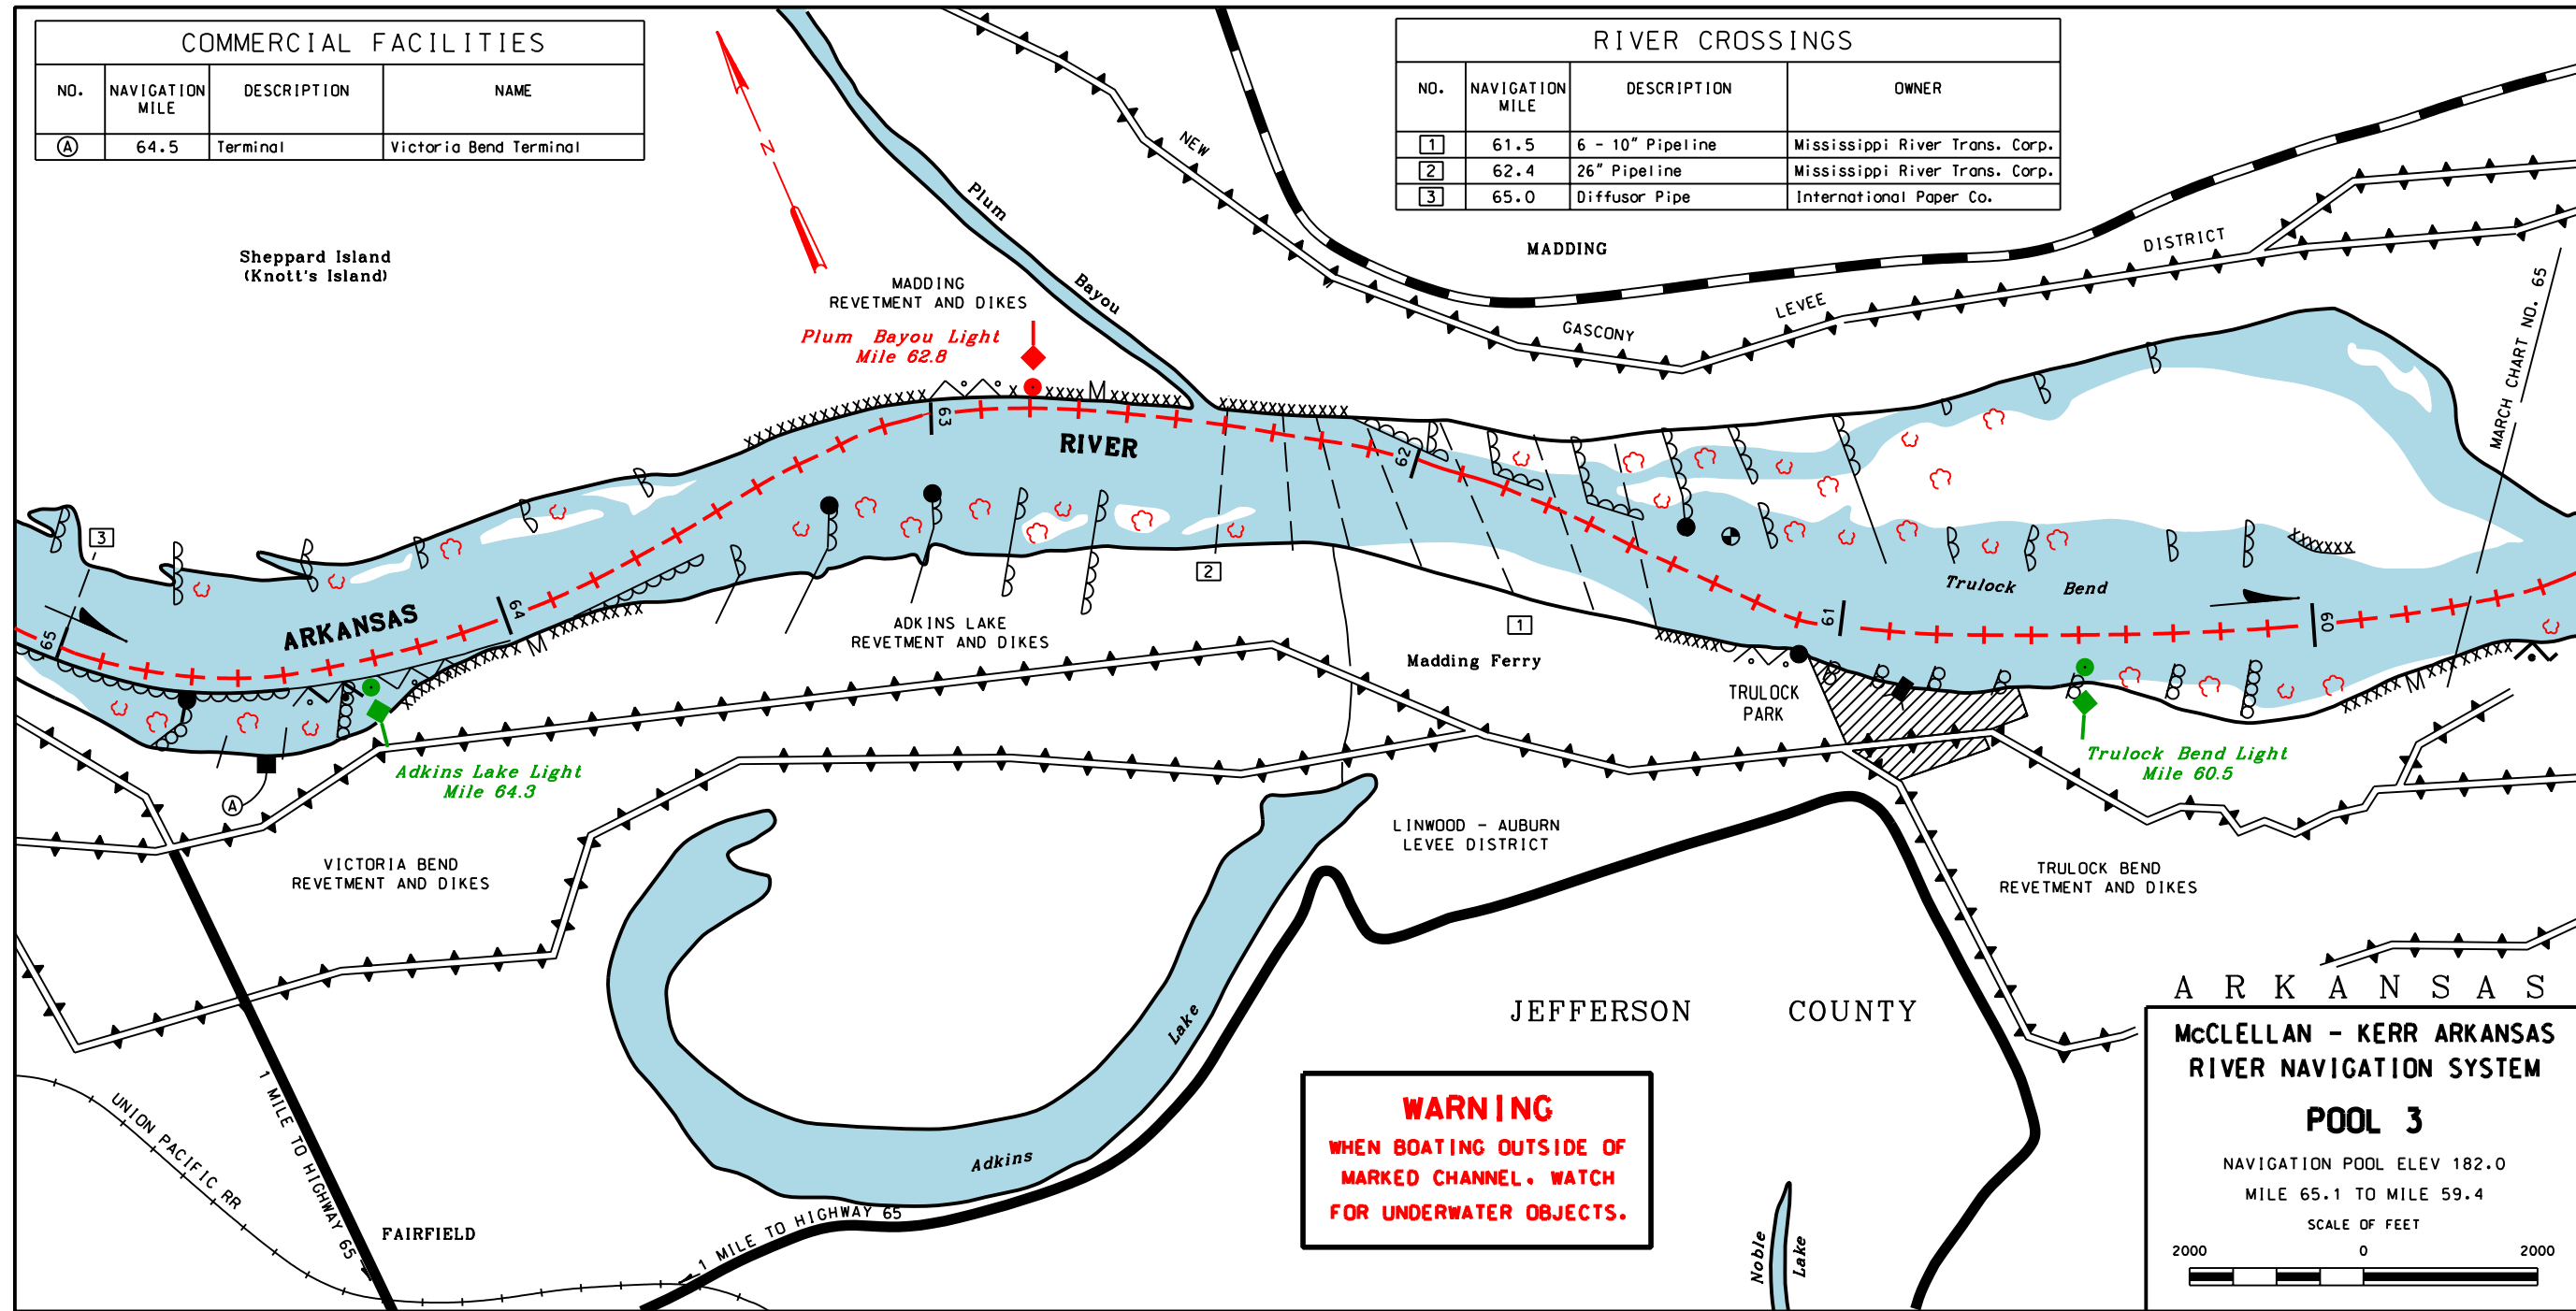 COMMERCIAL FACILITIES
NO. NAVIGATION MILE DESCRIPTION NAME
A 64.5 Terminal Victoria Bend Terminal
RIVER CROSSINGS
NO. NAVIGATION MILE DESCRIPTION OWNER
1 61.5 6 - 10" Pipeline Mississippi River Trans. Corp.
2 62.4 26" Pipeline Mississippi River Trans. Corp.
3 65.0 Diffusor Pipe International Paper Co.
N
Sheppard Island
(Knott's Island)
Plum
Bayou
NEW
GASCONY
LEVEE
DISTRICT
MADDING
MARCH CHART NO. 65
MADDING
REVETMENT AND DIKES
Plum Bayou Light
Mile 62.8
M
63
RIVER
62
3
65
ARKANSAS
64
M
2
1
61
Trulock Bend
60
M
ADKINS LAKE
REVETMENT AND DIKES
Madding Ferry
TRULOCK
PARK
Adkins Lake Light
Mile 64.3
A
Trulock Bend Light
Mile 60.5
VICTORIA BEND
REVETMENT AND DIKES
LINWOOD - AUBURN
LEVEE DISTRICT
TRULOCK BEND
REVETMENT AND DIKES
Adkins
Lake
JEFFERSON COUNTY
ARKANSAS
UNION PACIFIC RR
1 MILE TO HIGHWAY 65
FAIRFIELD
1 MILE TO HIGHWAY 65
WARNING
WHEN BOATING OUTSIDE OF
MARKED CHANNEL, WATCH
FOR UNDERWATER OBJECTS.
Noble
Lake
McCLELLAN - KERR ARKANSAS
RIVER NAVIGATION SYSTEM
POOL 3
NAVIGATION POOL ELEV 182.0
MILE 65.1 TO MILE 59.4
SCALE OF FEET
2000 0 2000